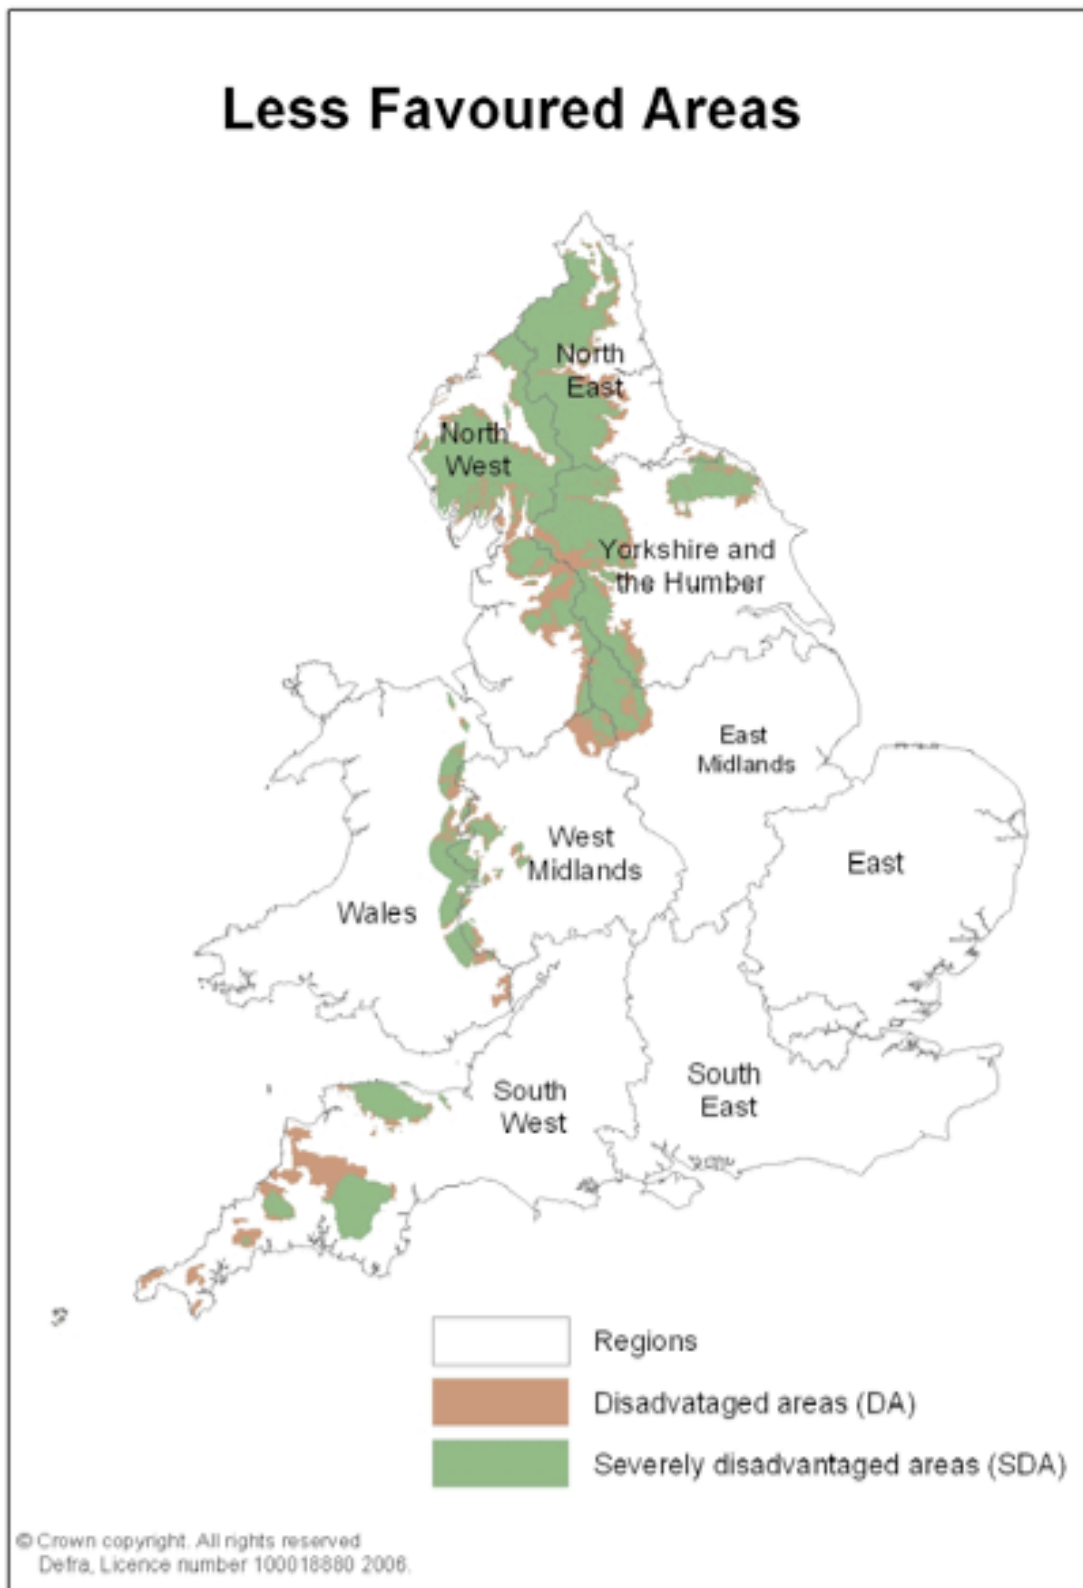 Less Favoured Areas
North
East
North
West
Yorkshire and
the Humber
East
Midlands
West
Midlands
East
Wales
South
West
South
East
Regions
Disadvataged areas (DA)
Severely disadvantaged areas (SDA)
© Crown copyright. All rights reserved
Defra, Licence number 100018880 2006.